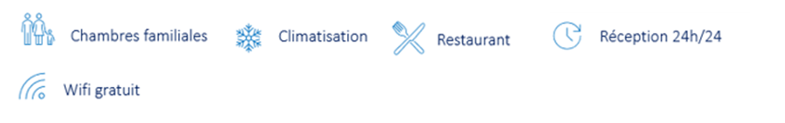 Chambres familiales Climatisation Restaurant Réception 24h/24
Wifi gratuit